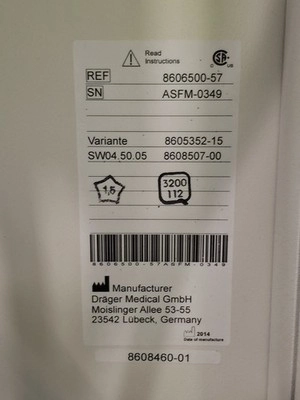 Read
Instructions
REF 8606500-57
SN ASFM-0349
Variante 8605352-15
SW04.50.05 8608507-00
1,5
3200
112
8606500-57ASFM-0349
Manufacturer
Dräger Medical GmbH
Moislinger Allee 53-55
23542 Lübeck, Germany
2014
Date of manufacture
8608460-01